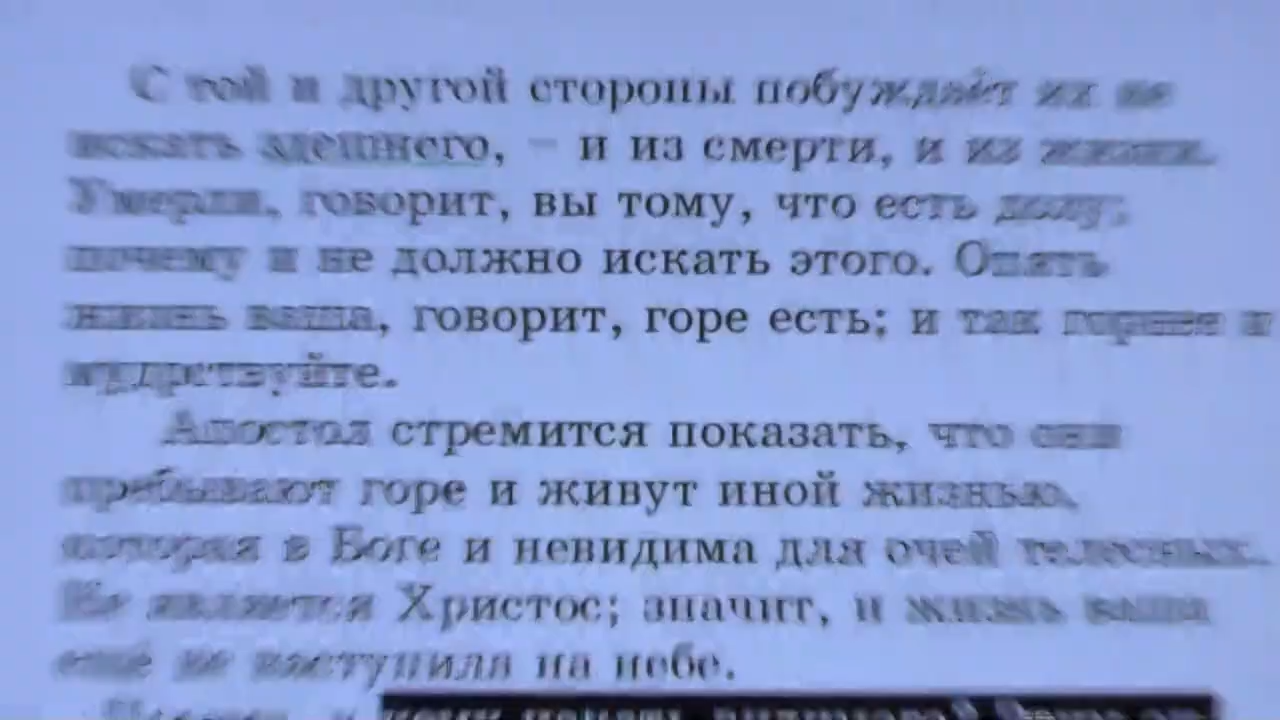 С той и другой стороны побуждает их не
искать здешнего, – и из смерти, и из жизни.
Умерли, говорит, вы тому, что есть долу;
почему и не должно искать этого. Опять
жизнь ваша, говорит, горе есть; и так горнее и
мудрствуйте.
Апостол стремится показать, что они
пребывают горе и живут иной жизнью,
которая в Боге и невидима для очей телесных.
Не является Христос; значит, и жизнь ваша
ещё не наступила на небе.